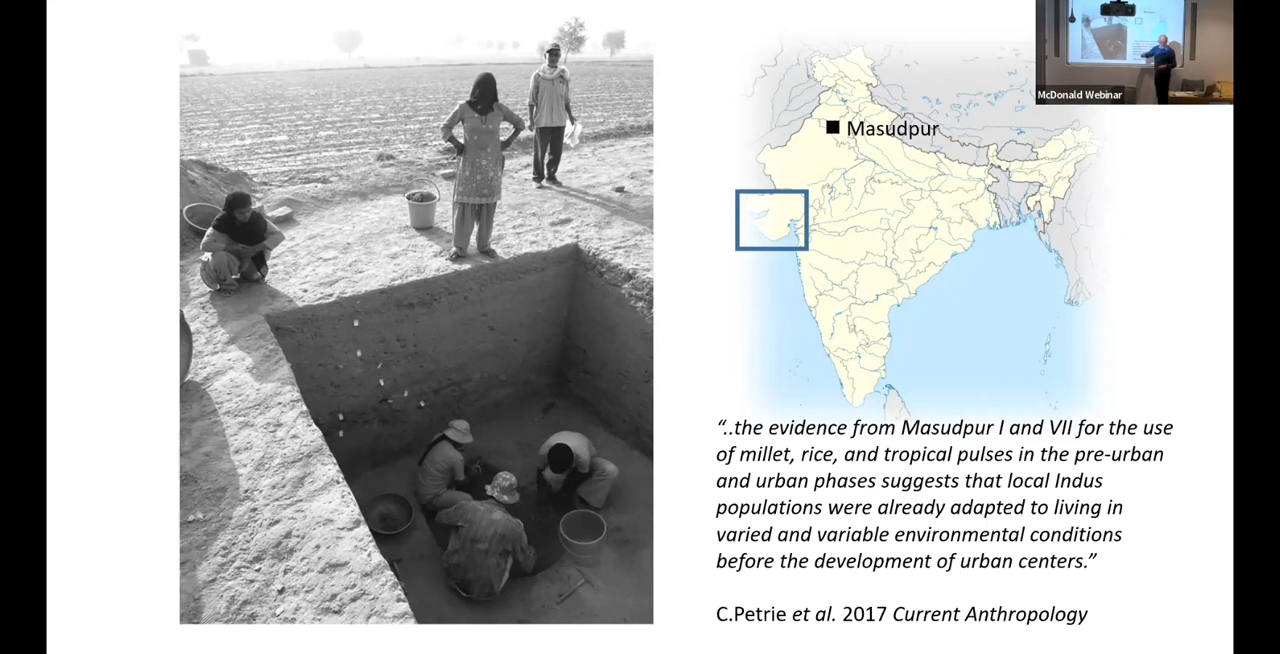 McDonald Webinar
Masudpur
“..the evidence from Masudpur I and VII for the use
of millet, rice, and tropical pulses in the pre-urban
and urban phases suggests that local Indus
populations were already adapted to living in
varied and variable environmental conditions
before the development of urban centers.”
C.Petrie et al. 2017 Current Anthropology